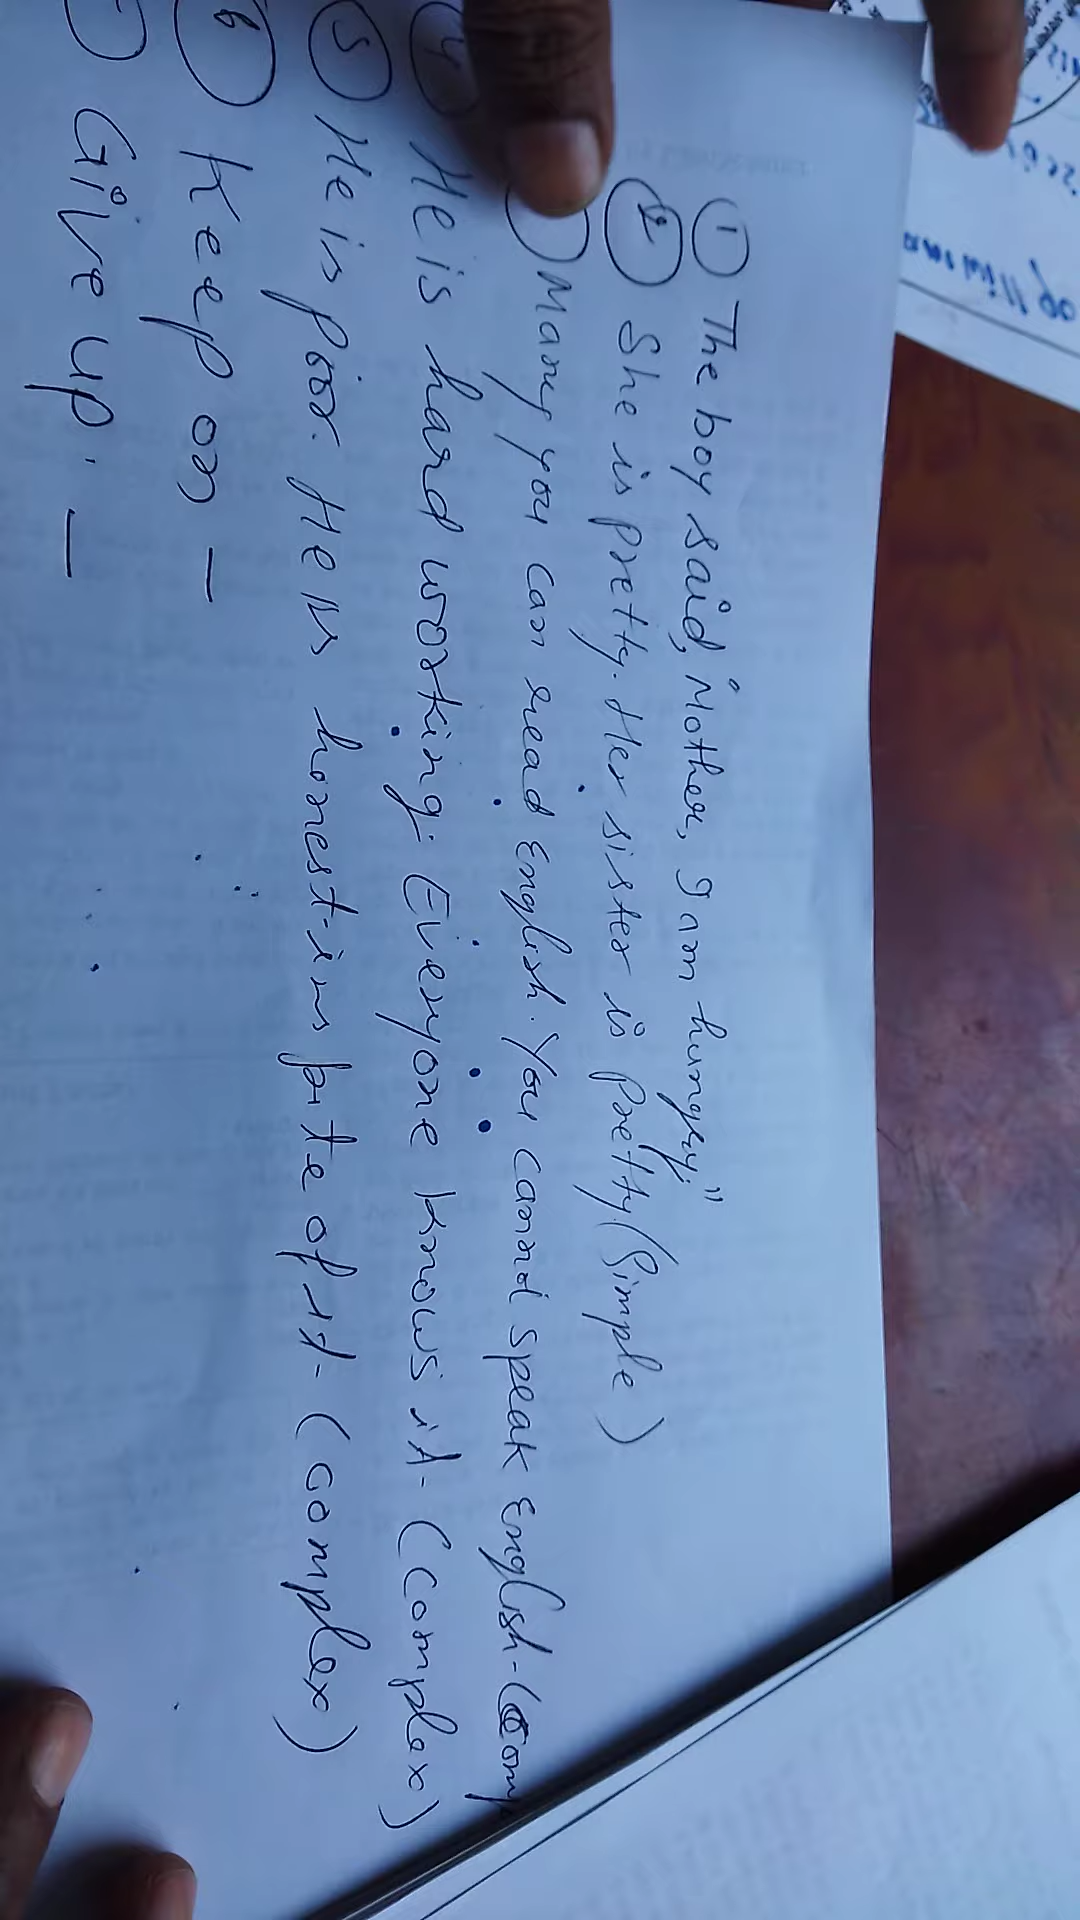 ① The boy said, "Mother, I am hungry."
② She is pretty. Her sister is pretty (Simple)
Many you can read English. You cannot speak English - (Comp
④ He is hard working. Everyone knows it - (Complex)
⑤ He is poor. He is honest in spite of it - (Complex)
⑥ Keep on -
Give up. -